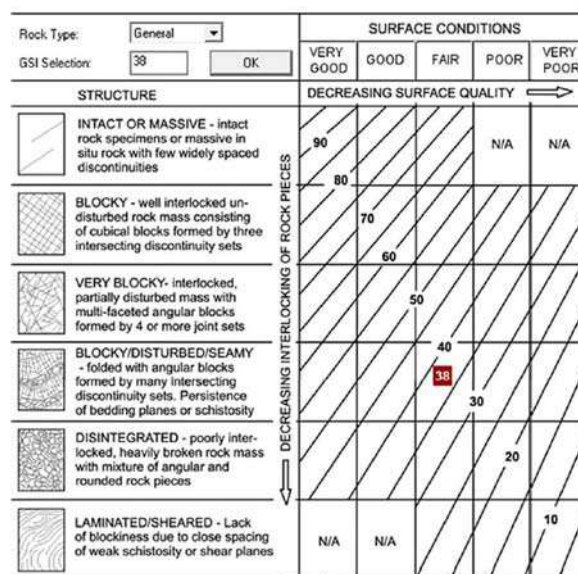 Rock Type: General
GSI Selection: 38 OK
SURFACE CONDITIONS
VERY GOOD
GOOD
FAIR
POOR
VERY POOR
STRUCTURE
DECREASING SURFACE QUALITY
DECREASING INTERLOCKING OF ROCK PIECES
INTACT OR MASSIVE - intact
rock specimens or massive in
situ rock with few widely spaced
discontinuities
90
80
N/A
N/A
BLOCKY - well interlocked un-
disturbed rock mass consisting
of cubical blocks formed by three
intersecting discontinuity sets
70
60
VERY BLOCKY- interlocked,
partially disturbed mass with
multi-faceted angular blocks
formed by 4 or more joint sets
50
40
BLOCKY/DISTURBED/SEAMY
- folded with angular blocks
formed by many intersecting
discontinuity sets. Persistence
of bedding planes or schistosity
38
30
DISINTEGRATED - poorly inter-
locked, heavily broken rock mass
with mixture of angular and
rounded rock pieces
20
LAMINATED/SHEARED - Lack
of blockiness due to close spacing
of weak schistosity or shear planes
N/A
N/A
10